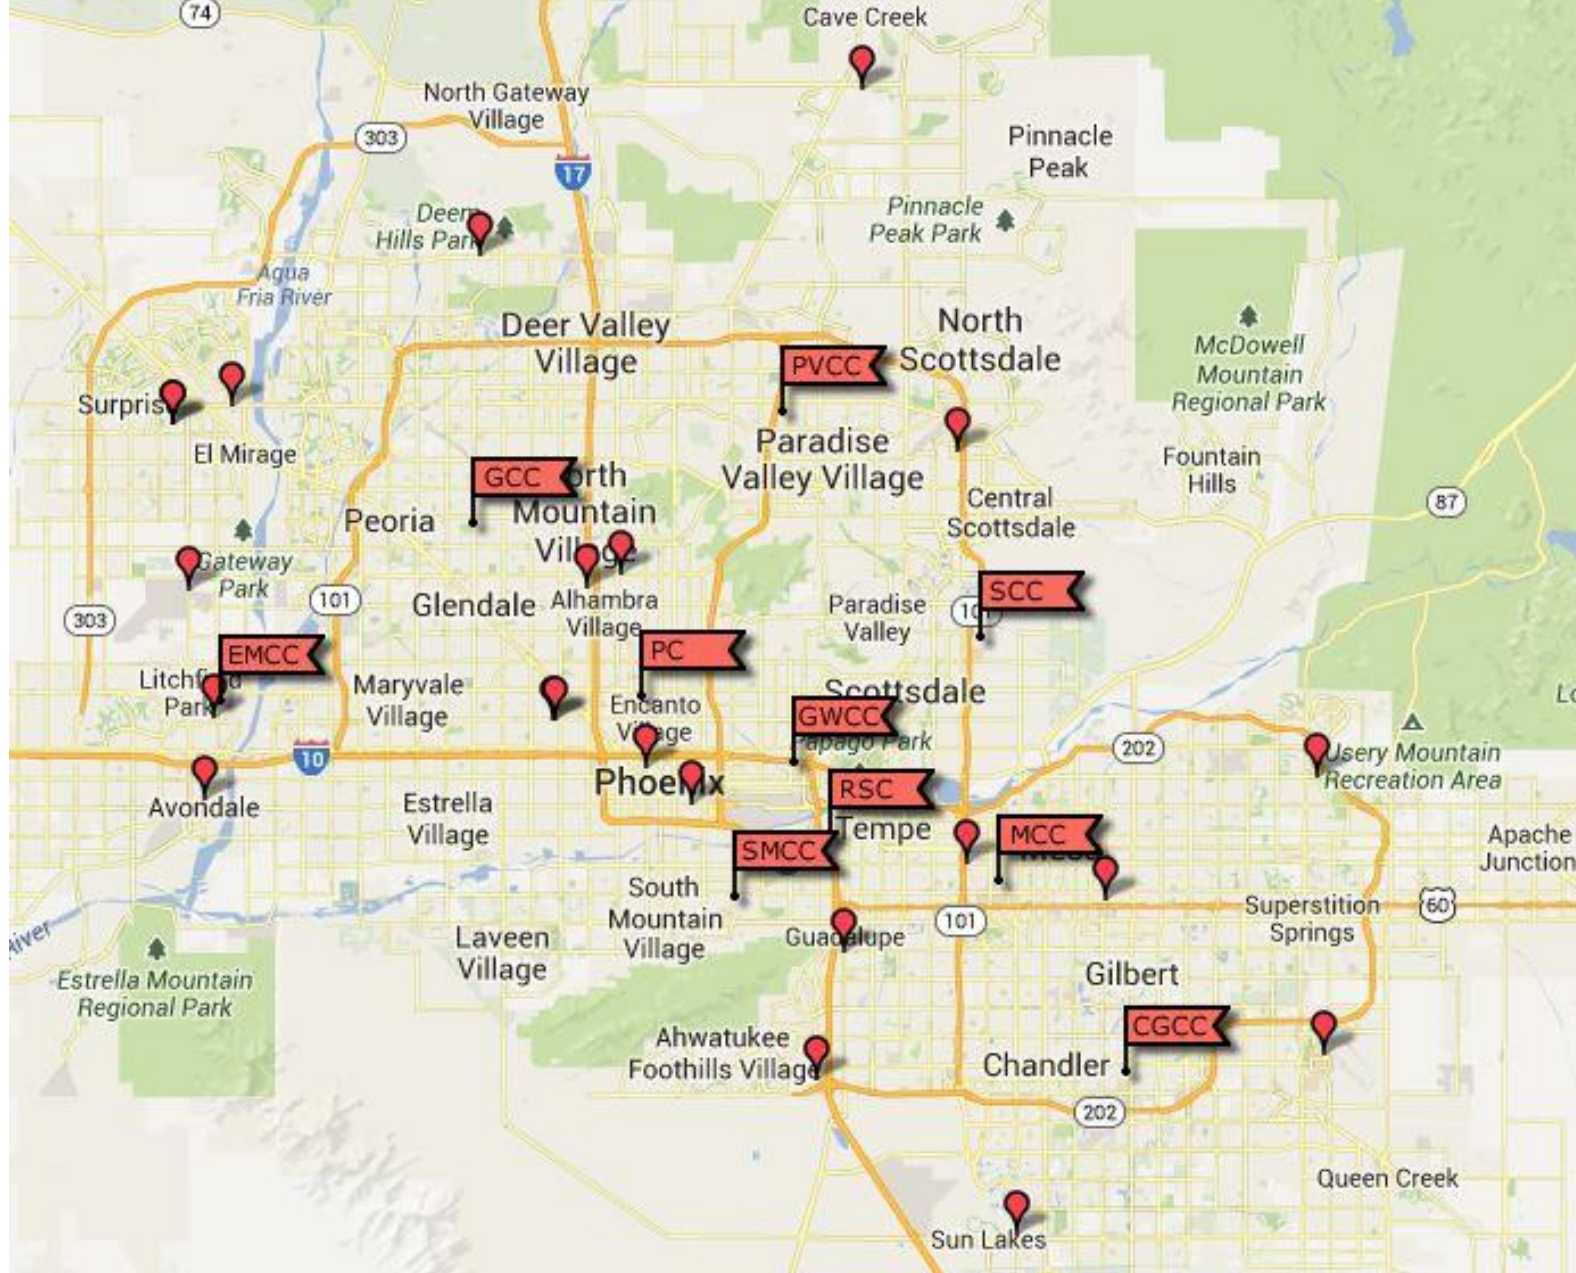 74
Cave Creek
North Gateway
Village
303
Pinnacle
Peak
17
Pinnacle
Peak Park
Deem
Hills Park
Agua
Fria River
Deer Valley
Village
North
Scottsdale
McDowell
Mountain
Regional Park
PVCC
Surprise
El Mirage
Paradise
Valley Village
Fountain
Hills
GCC
orth
Mountain
Village
Peoria
Central
Scottsdale
87
Gateway
Park
101
Glendale
Alhambra
Village
Paradise
Valley
SCC
10
303
EMCC
PC
Litchfield
Park
Maryvale
Village
Encanto
Village
Scottsdale
GWCC
Papago Park
Lo
10
202
Usery Mountain
Recreation Area
Phoenix
Avondale
Estrella
Village
RSC
Tempe
MCC
Apache
Junction
SMCC
South
Mountain
Village
Superstition
Springs
60
101
Guadalupe
River
Laveen
Village
Estrella Mountain
Regional Park
Gilbert
CGCC
Ahwatukee
Foothills Village
Chandler
202
Queen Creek
Sun Lakes